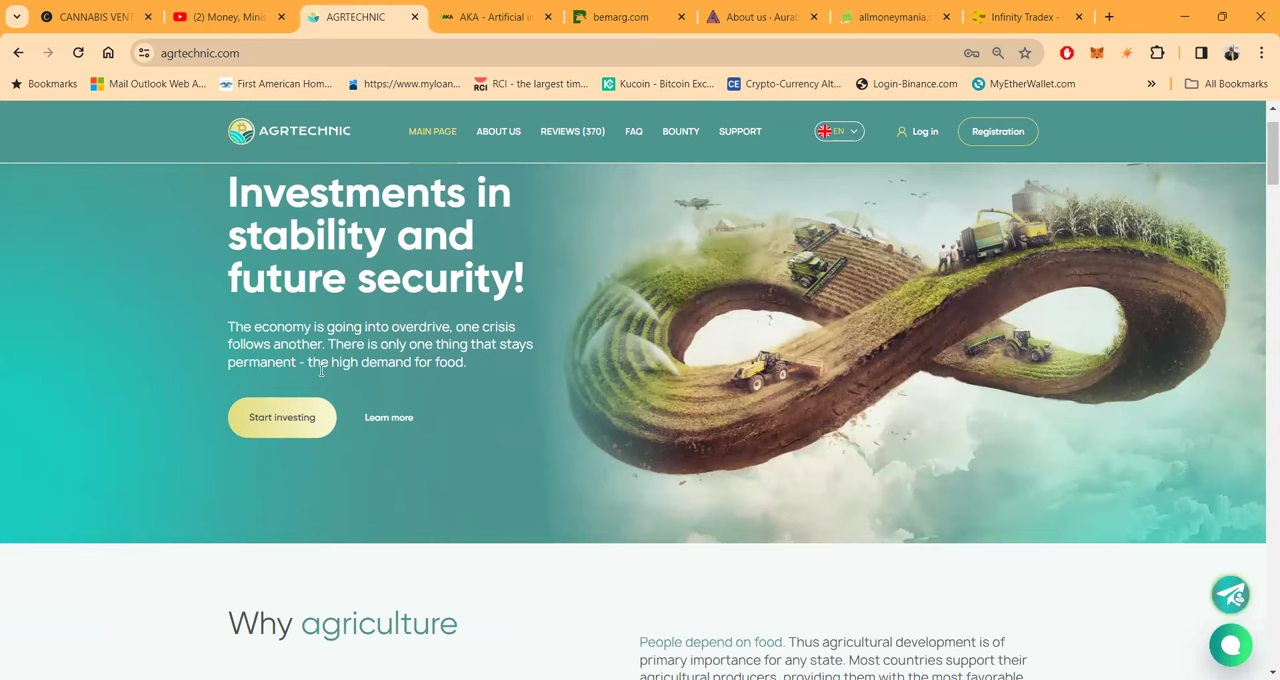 CANNABIS VENT
(2) Money, Minis
AGRTECHNIC
AKA - Artificial in
bemarg.com
About us · Aurab
allmoneymania.c
Infinity Tradex -
agrtechnic.com
Bookmarks
Mail Outlook Web A...
First American Hom...
https://www.myloan...
RCI - the largest tim...
Kucoin - Bitcoin Exc...
Crypto-Currency Alt...
Login-Binance.com
MyEtherWallet.com
All Bookmarks
AGRTECHNIC
MAIN PAGE
ABOUT US
REVIEWS (370)
FAQ
BOUNTY
SUPPORT
EN
Log in
Registration
Investments in
stability and
future security!
The economy is going into overdrive, one crisis
follows another. There is only one thing that stays
permanent - the high demand for food.
Start investing
Learn more
Why agriculture
People depend on food. Thus agricultural development is of
primary importance for any state. Most countries support their
agricultural producers, providing them with the most favorable